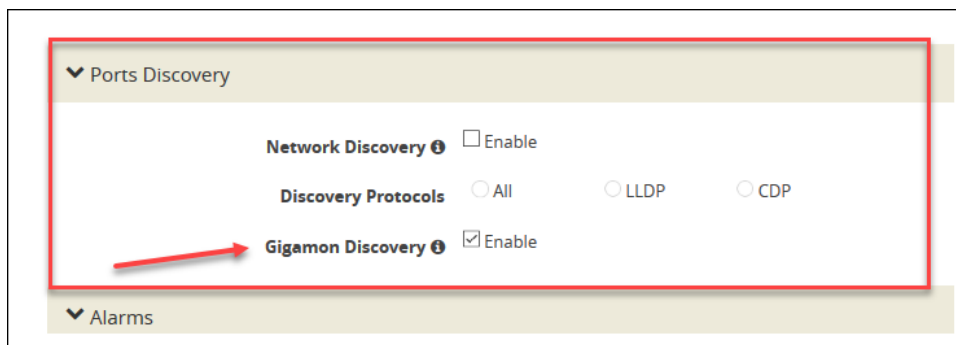 Ports Discovery
Network Discovery Enable
Discovery Protocols All LLDP CDP
Gigamon Discovery Enable
Alarms